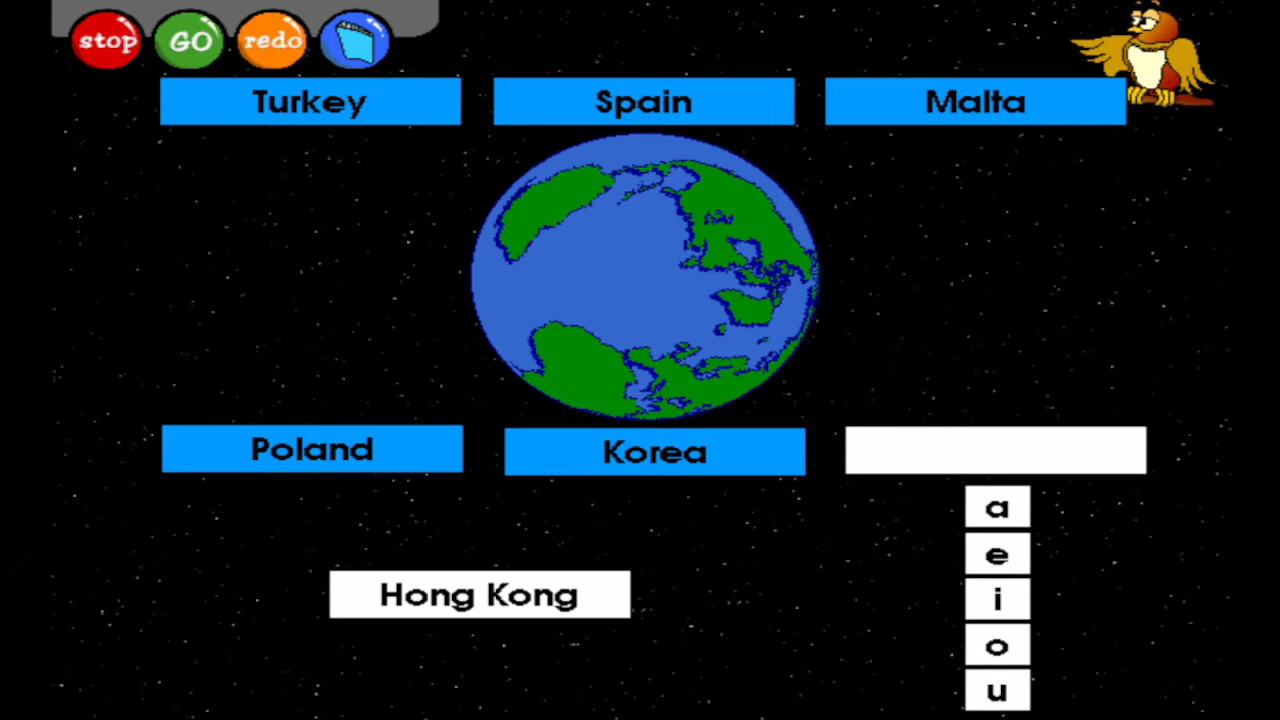 stop GO redo
Turkey Spain Malta
Poland Korea
a
e
Hong Kong
i
o
u